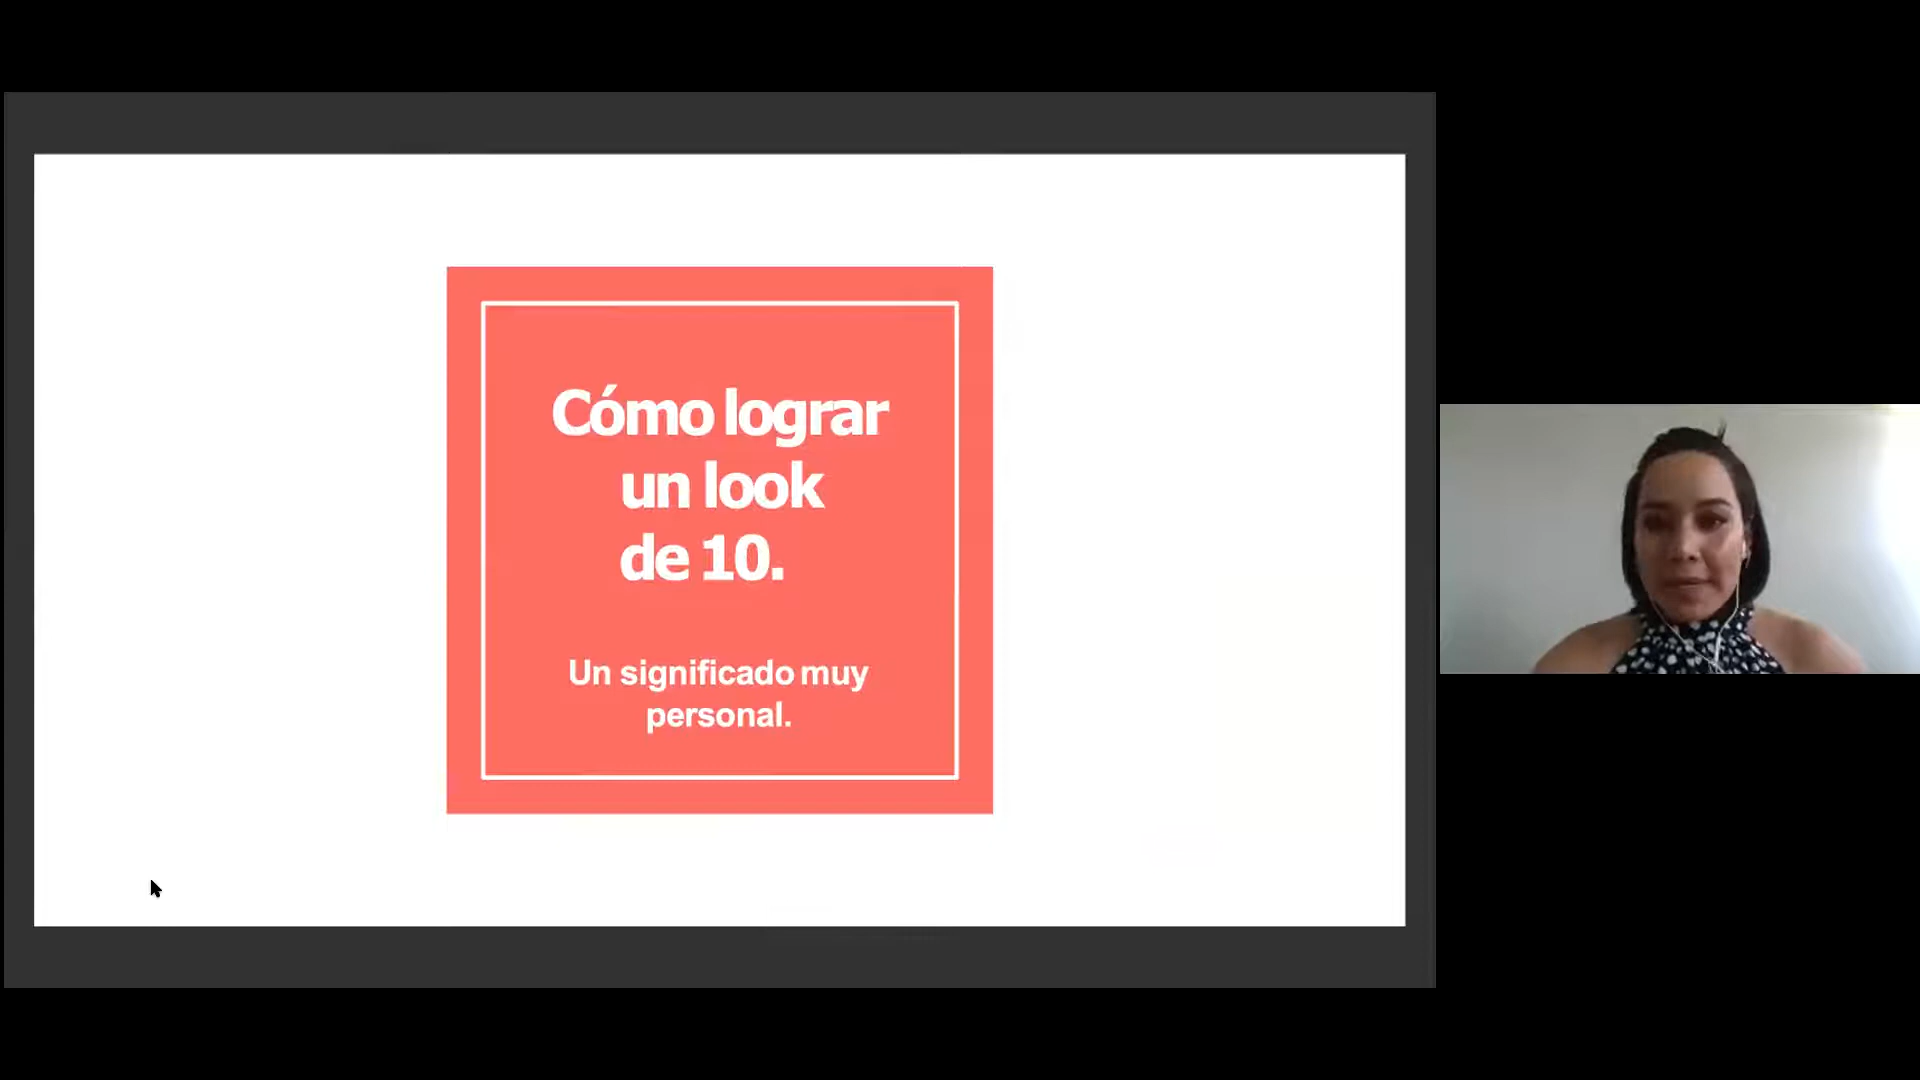 Cómo lograr
un look
de 10.
Un significado muy
personal.